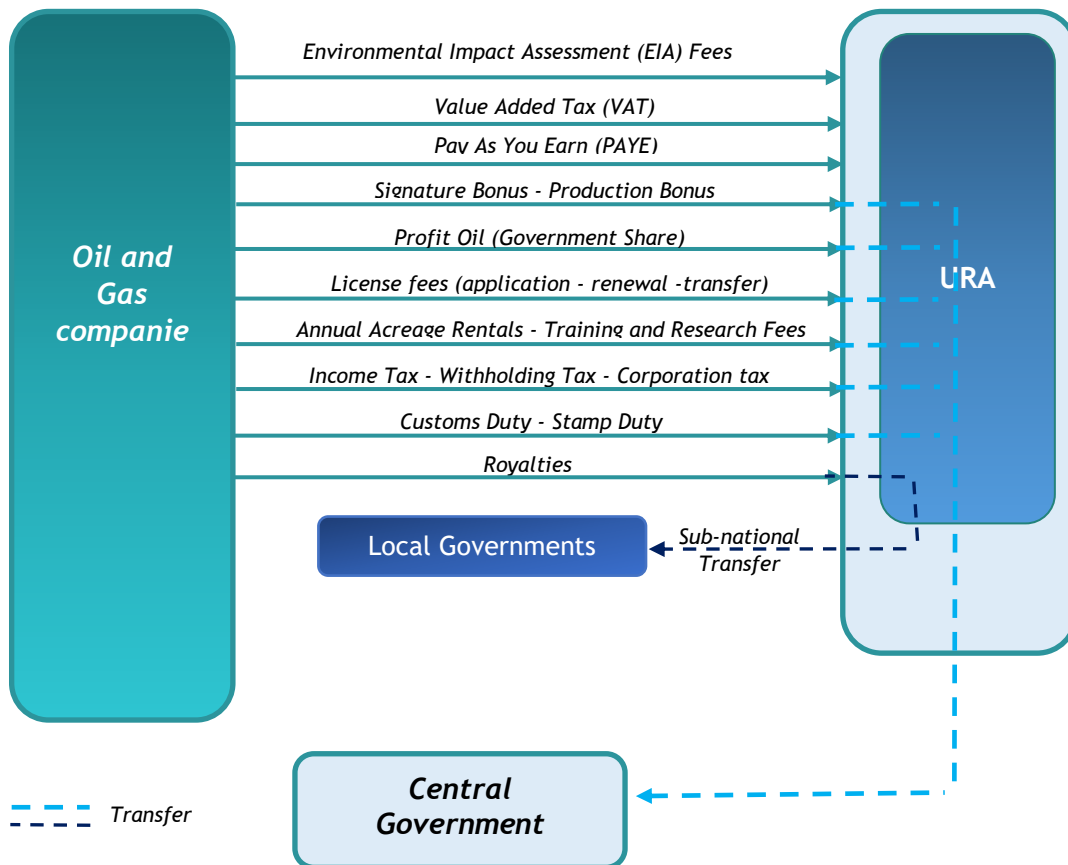 Environmental Impact Assessment (EIA) Fees
Value Added Tax (VAT)
Pay As You Earn (PAYE)
Signature Bonus - Production Bonus
Profit Oil (Government Share)
License fees (application - renewal -transfer)
Annual Acreage Rentals - Training and Research Fees
Income Tax - Withholding Tax - Corporation tax
Customs Duty - Stamp Duty
Royalties
Oil and
Gas
companie
URA
Local Governments
Sub-national
Transfer
Central
Government
Transfer